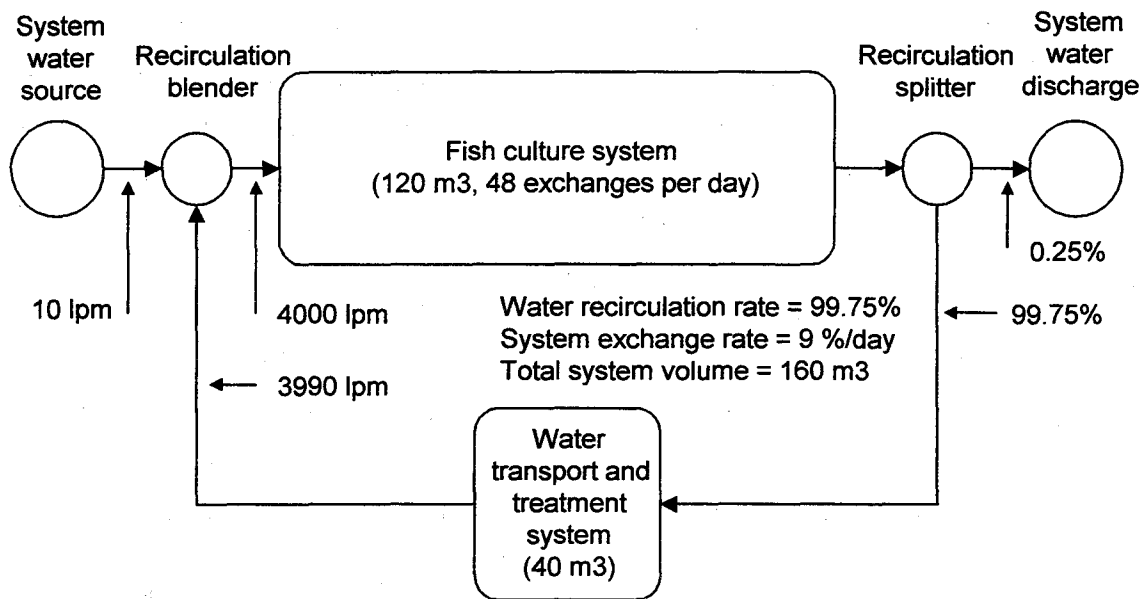 System
water
source
Recirculation
blender
Fish culture system
(120 m3, 48 exchanges per day)
Recirculation
splitter
System
water
discharge
10 lpm
4000 lpm
3990 lpm
0.25%
99.75%
Water recirculation rate = 99.75%
System exchange rate = 9 %/day
Total system volume = 160 m3
Water
transport and
treatment
system
(40 m3)